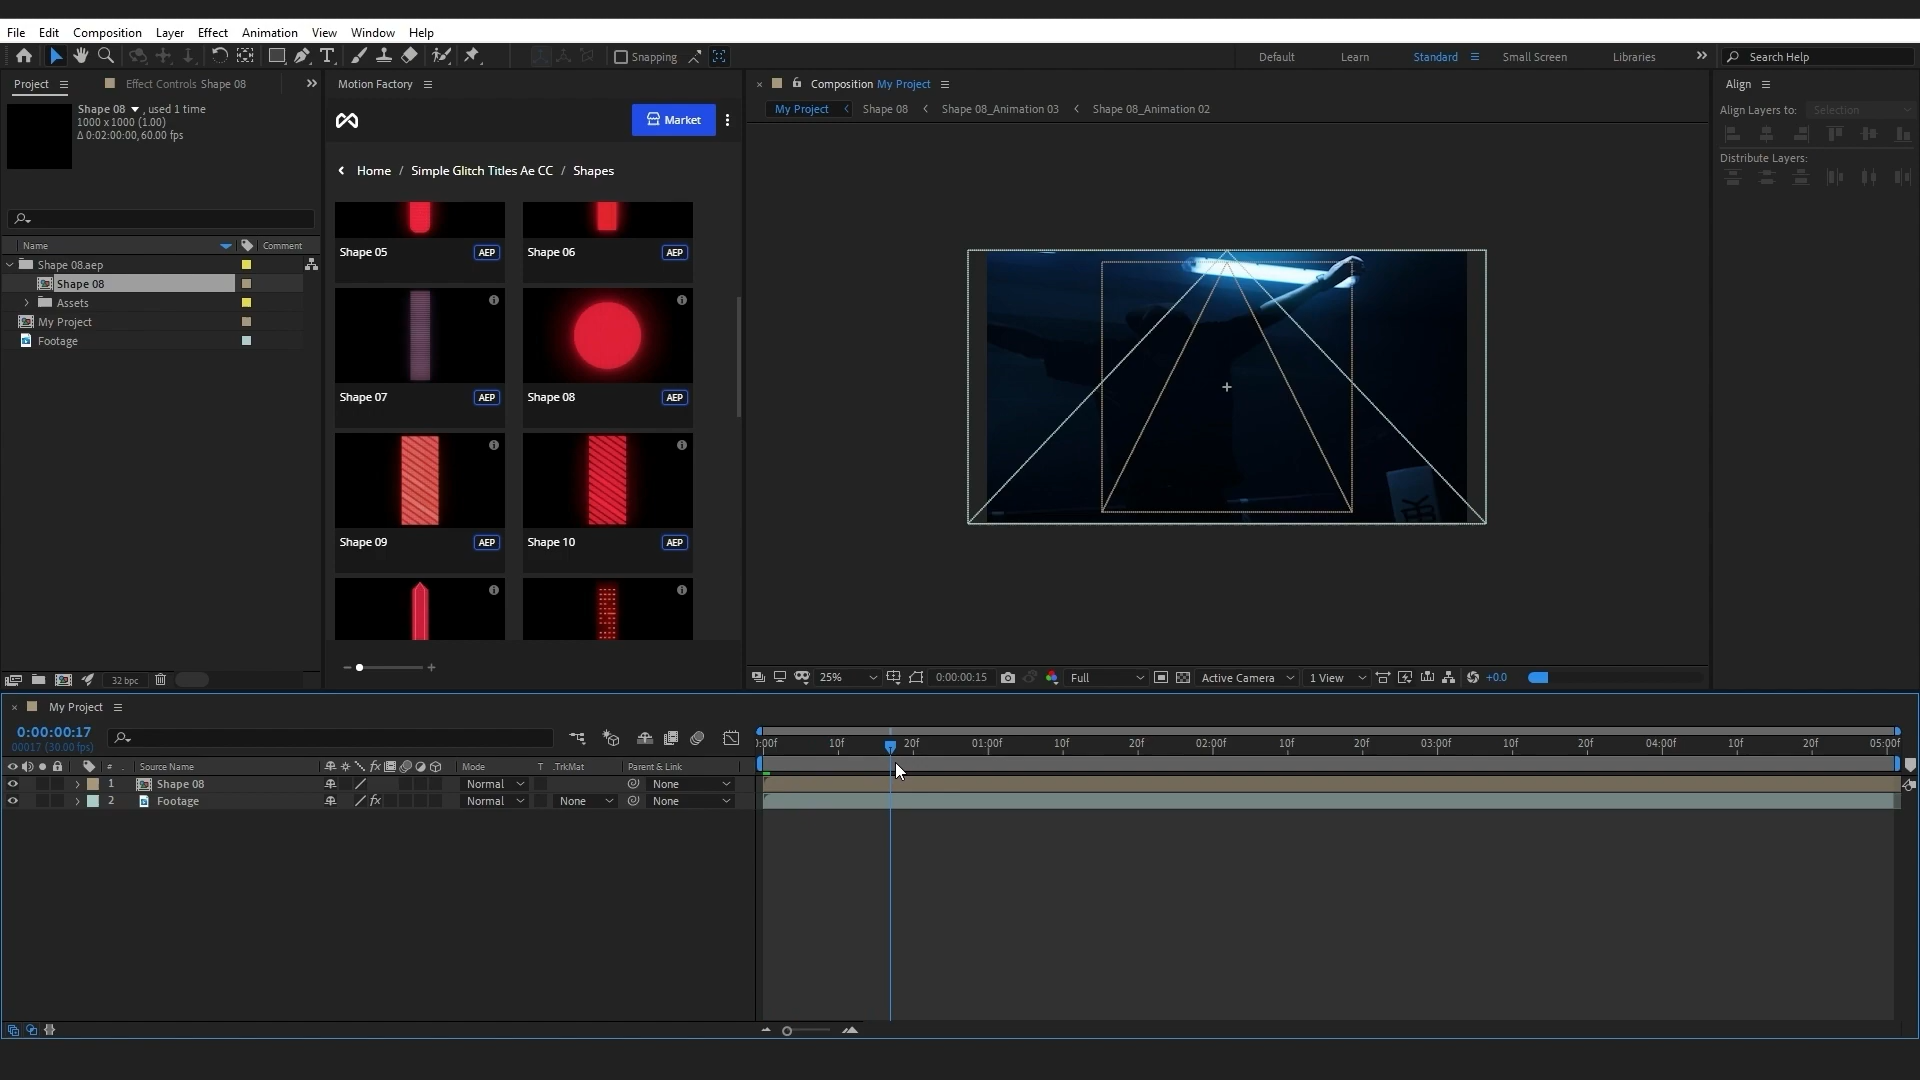 File Edit Composition Layer Effect Animation View Window Help
Snapping
Default Learn Standard Small Screen Libraries
Search Help
Project
Effect Controls Shape 08
Motion Factory
Composition My Project
Align
Shape 08 , used 1 time
1000 x 1000 (1.00)
Δ 0:02:00:00, 60.00 fps
Market
My Project Shape 08 Shape 08_Animation 03 Shape 08_Animation 02
Align Layers to: Selection
Distribute Layers:
Home / Simple Glitch Titles Ae CC / Shapes
Name Comment
Shape 08.aep
Shape 08
Assets
My Project
Footage
Shape 05 AEP
Shape 06 AEP
Shape 07 AEP
Shape 08 AEP
Shape 09 AEP
Shape 10 AEP
32 bpc
25% 0:00:00:15 Full Active Camera 1 View +0.0
My Project
0:00:00:17
00017 (30.00 fps)
# Source Name fx Mode T .TrkMat Parent & Link
1 Shape 08 Normal None
2 Footage fx Normal None None
):00f 10f 20f 01:00f 10f 20f 02:00f 10f 20f 03:00f 10f 20f 04:00f 10f 20f 05:00f